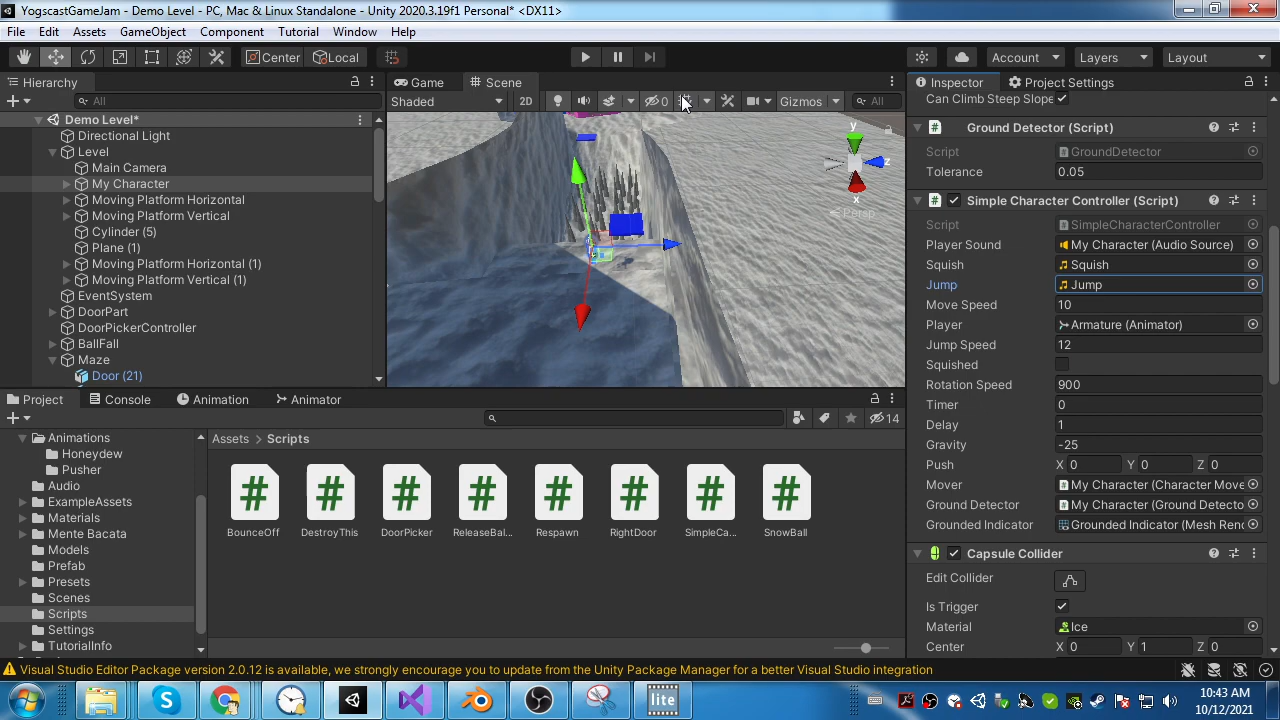 YogscastGameJam - Demo Level - PC, Mac & Linux Standalone - Unity 2020.3.19f1 Personal* <DX11>
File Edit Assets GameObject Component Tutorial Window Help
Center Local Account Layers Layout
Hierarchy
All
Demo Level*
Directional Light
Level
Main Camera
My Character
Moving Platform Horizontal
Moving Platform Vertical
Cylinder (5)
Plane (1)
Moving Platform Horizontal (1)
Moving Platform Vertical (1)
EventSystem
DoorPart
DoorPickerController
BallFall
Maze
Door (21)
Game Scene
Shaded 2D 0 Gizmos All
y
z
x
Persp
Inspector Project Settings
Can Climb Steep Slope
Ground Detector (Script)
Script GroundDetector
Tolerance 0.05
Simple Character Controller (Script)
Script SimpleCharacterController
Player Sound My Character (Audio Source)
Squish Squish
Jump Jump
Move Speed 10
Player Armature (Animator)
Jump Speed 12
Squished
Rotation Speed 900
Timer 0
Delay 1
Gravity -25
Push X 0 Y 0 Z 0
Mover My Character (Character Move
Ground Detector My Character (Ground Detecto
Grounded Indicator Grounded Indicator (Mesh Rend
Capsule Collider
Edit Collider
Is Trigger
Material Ice
Center X 0 Y 1 Z 0
Project Console Animation Animator
14
Animations
Honeydew
Pusher
Audio
ExampleAssets
Materials
Mente Bacata
Models
Prefab
Presets
Scenes
Scripts
Settings
TutorialInfo
Assets > Scripts
BounceOff DestroyThis DoorPicker ReleaseBal... Respawn RightDoor SimpleCa... SnowBall
Visual Studio Editor Package version 2.0.12 is available, we strongly encourage you to update from the Unity Package Manager for a better Visual Studio integration
lite
10:43 AM
10/12/2021